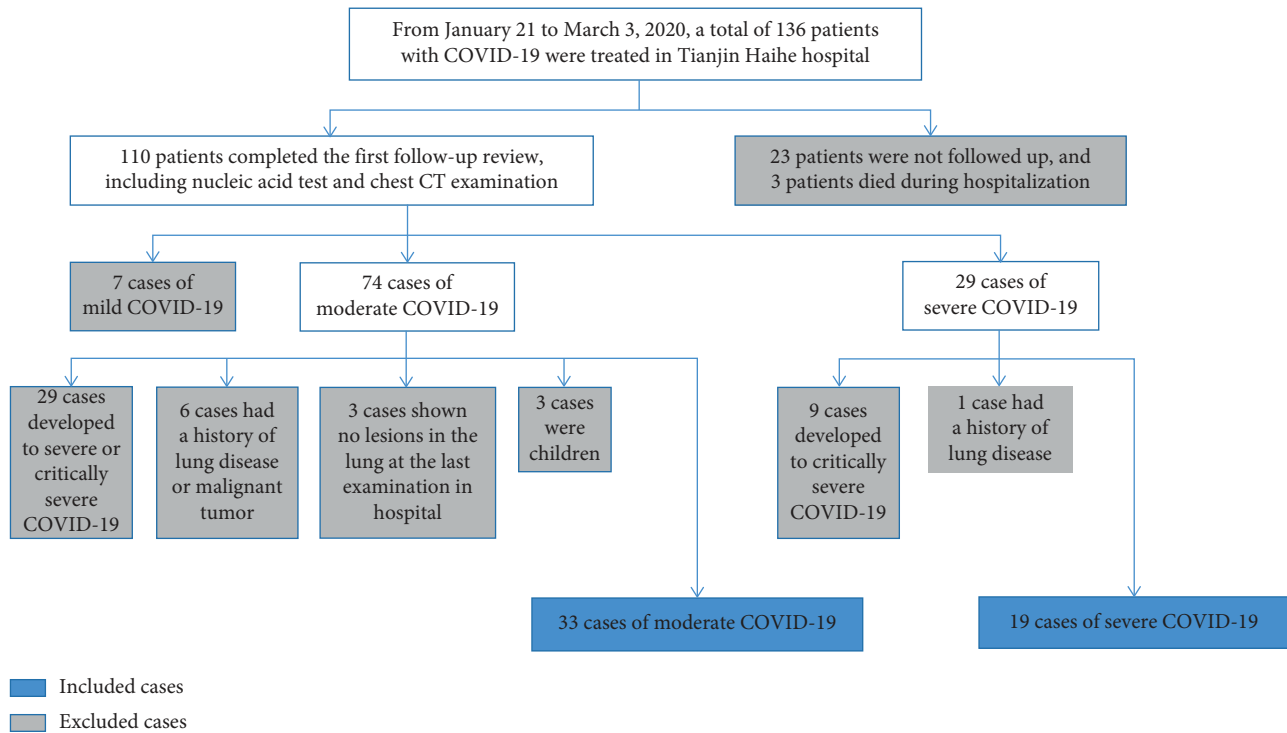 From January 21 to March 3, 2020, a total of 136 patients
with COVID-19 were treated in Tianjin Haihe hospital
110 patients completed the first follow-up review,
including nucleic acid test and chest CT examination
23 patients were not followed up, and
3 patients died during hospitalization
7 cases of
mild COVID-19
74 cases of
moderate COVID-19
29 cases of
severe COVID-19
29 cases
developed
to severe or
critically
severe
COVID-19
6 cases had
a history of
lung disease
or malignant
tumor
3 cases shown
no lesions in the
lung at the last
examination in
hospital
3 cases
were
children
9 cases
developed
to critically
severe
COVID-19
1 case had
a history of
lung disease
33 cases of moderate COVID-19
19 cases of severe COVID-19
Included cases
Excluded cases